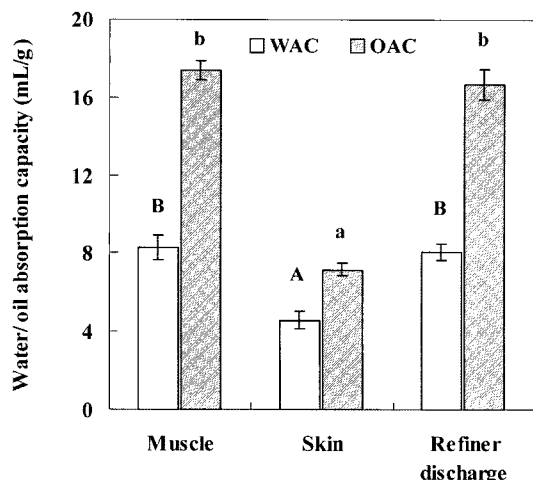 Water/ oil absorption capacity (mL/g)
20
16
12
8
4
0
WAC OAC
B
b
A
a
B
b
Muscle
Skin
Refiner
discharge